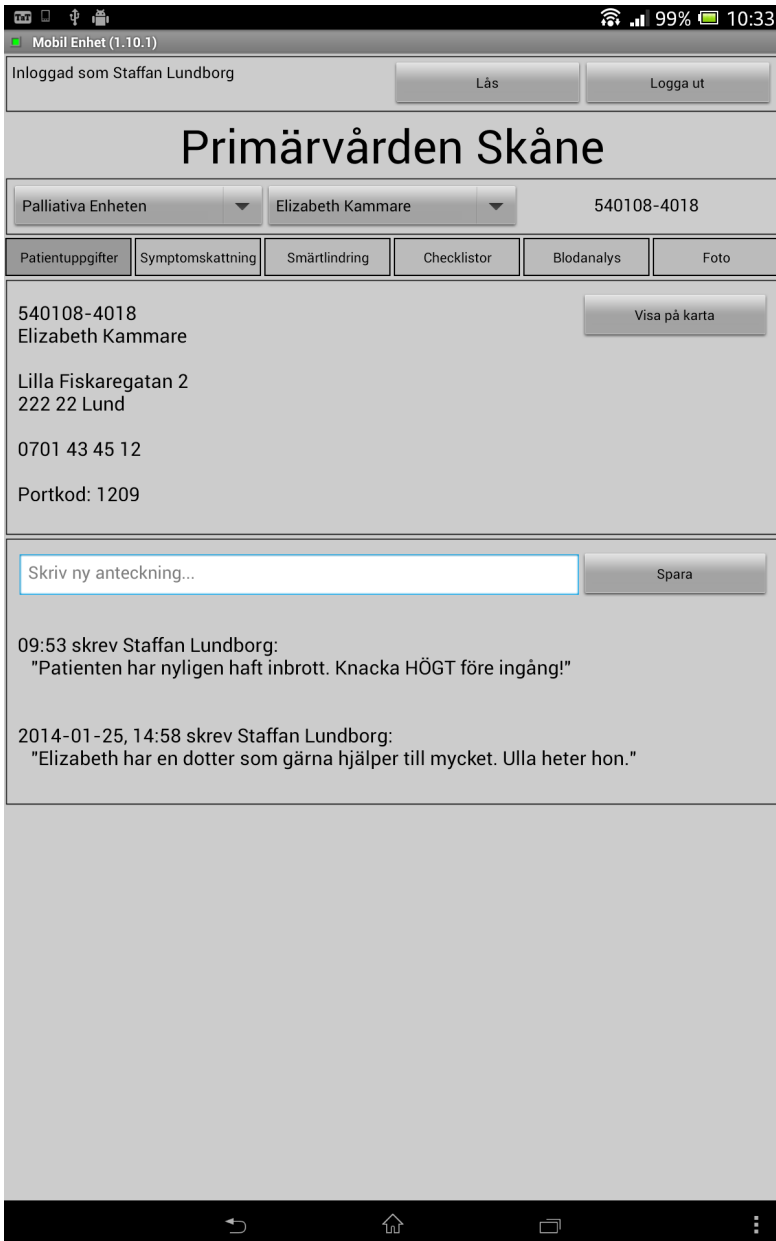 99% 10:33
Mobil Enhet (1.10.1)
Inloggad som Staffan Lundborg
Lås
Logga ut
Primärvården Skåne
Palliativa Enheten
Elizabeth Kammare
540108-4018
Patientuppgifter
Symptomskattning
Smärtlindring
Checklistor
Blodanalys
Foto
540108-4018
Elizabeth Kammare
Visa på karta
Lilla Fiskaregatan 2
222 22 Lund
0701 43 45 12
Portkod: 1209
Skriv ny anteckning...
Spara
09:53 skrev Staffan Lundborg:
"Patienten har nyligen haft inbrott. Knacka HÖGT före ingång!"
2014-01-25, 14:58 skrev Staffan Lundborg:
"Elizabeth har en dotter som gärna hjälper till mycket. Ulla heter hon."